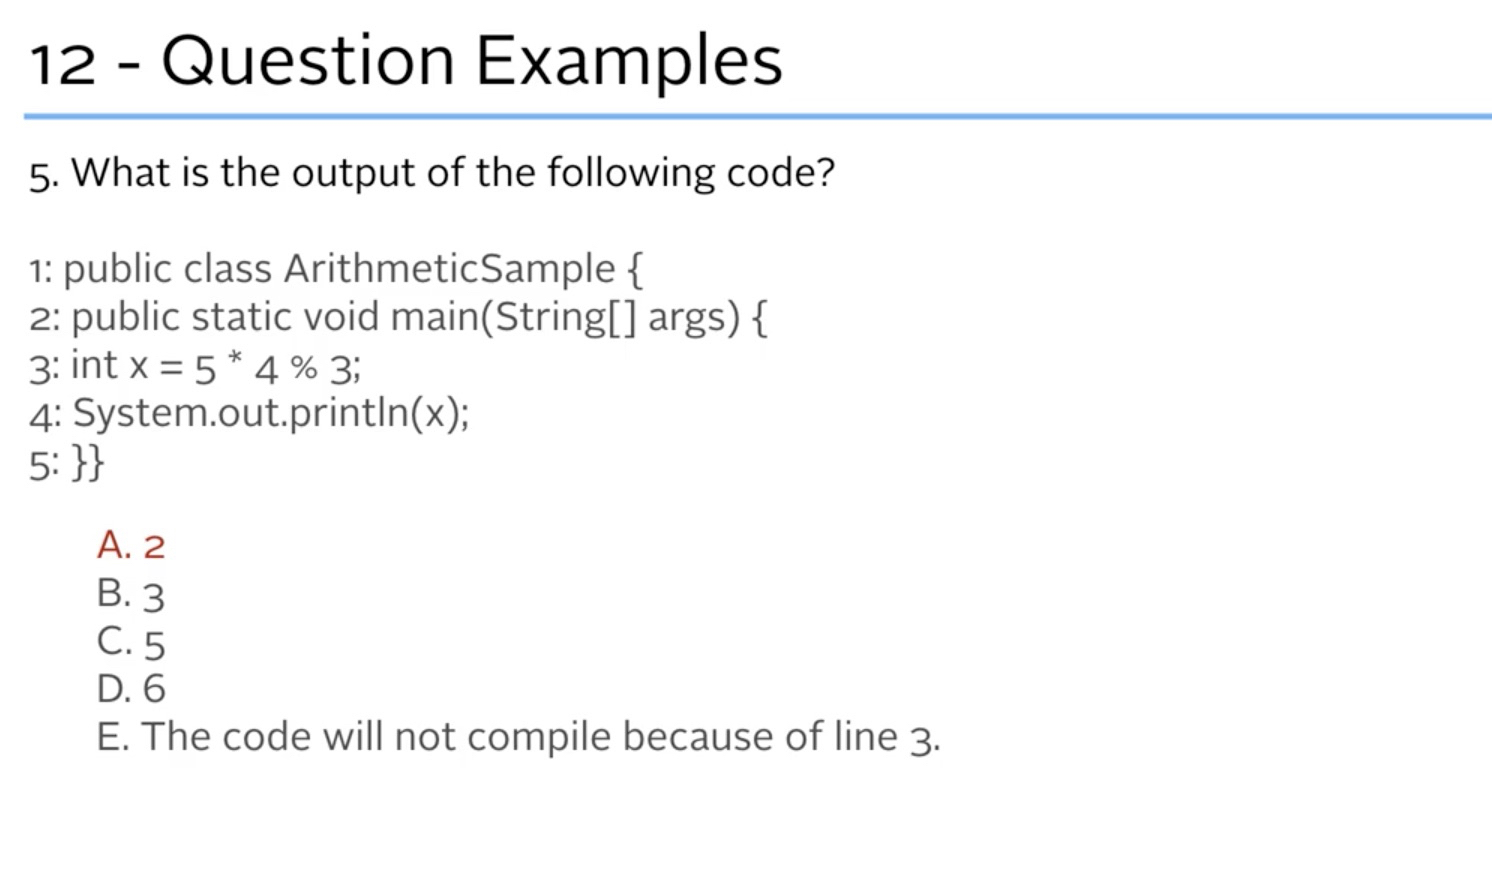 12 - Question Examples
5. What is the output of the following code?
1: public class ArithmeticSample {
2: public static void main(String[] args) {
3: int x = 5 * 4 % 3;
4: System.out.println(x);
5: }}
A. 2
B. 3
C. 5
D. 6
E. The code will not compile because of line 3.